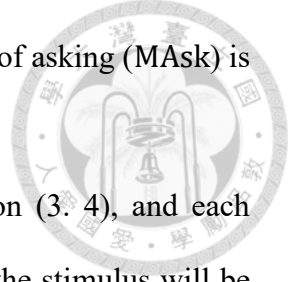 of asking (MAsk) is
on (3. 4), and each
the stimulus will be